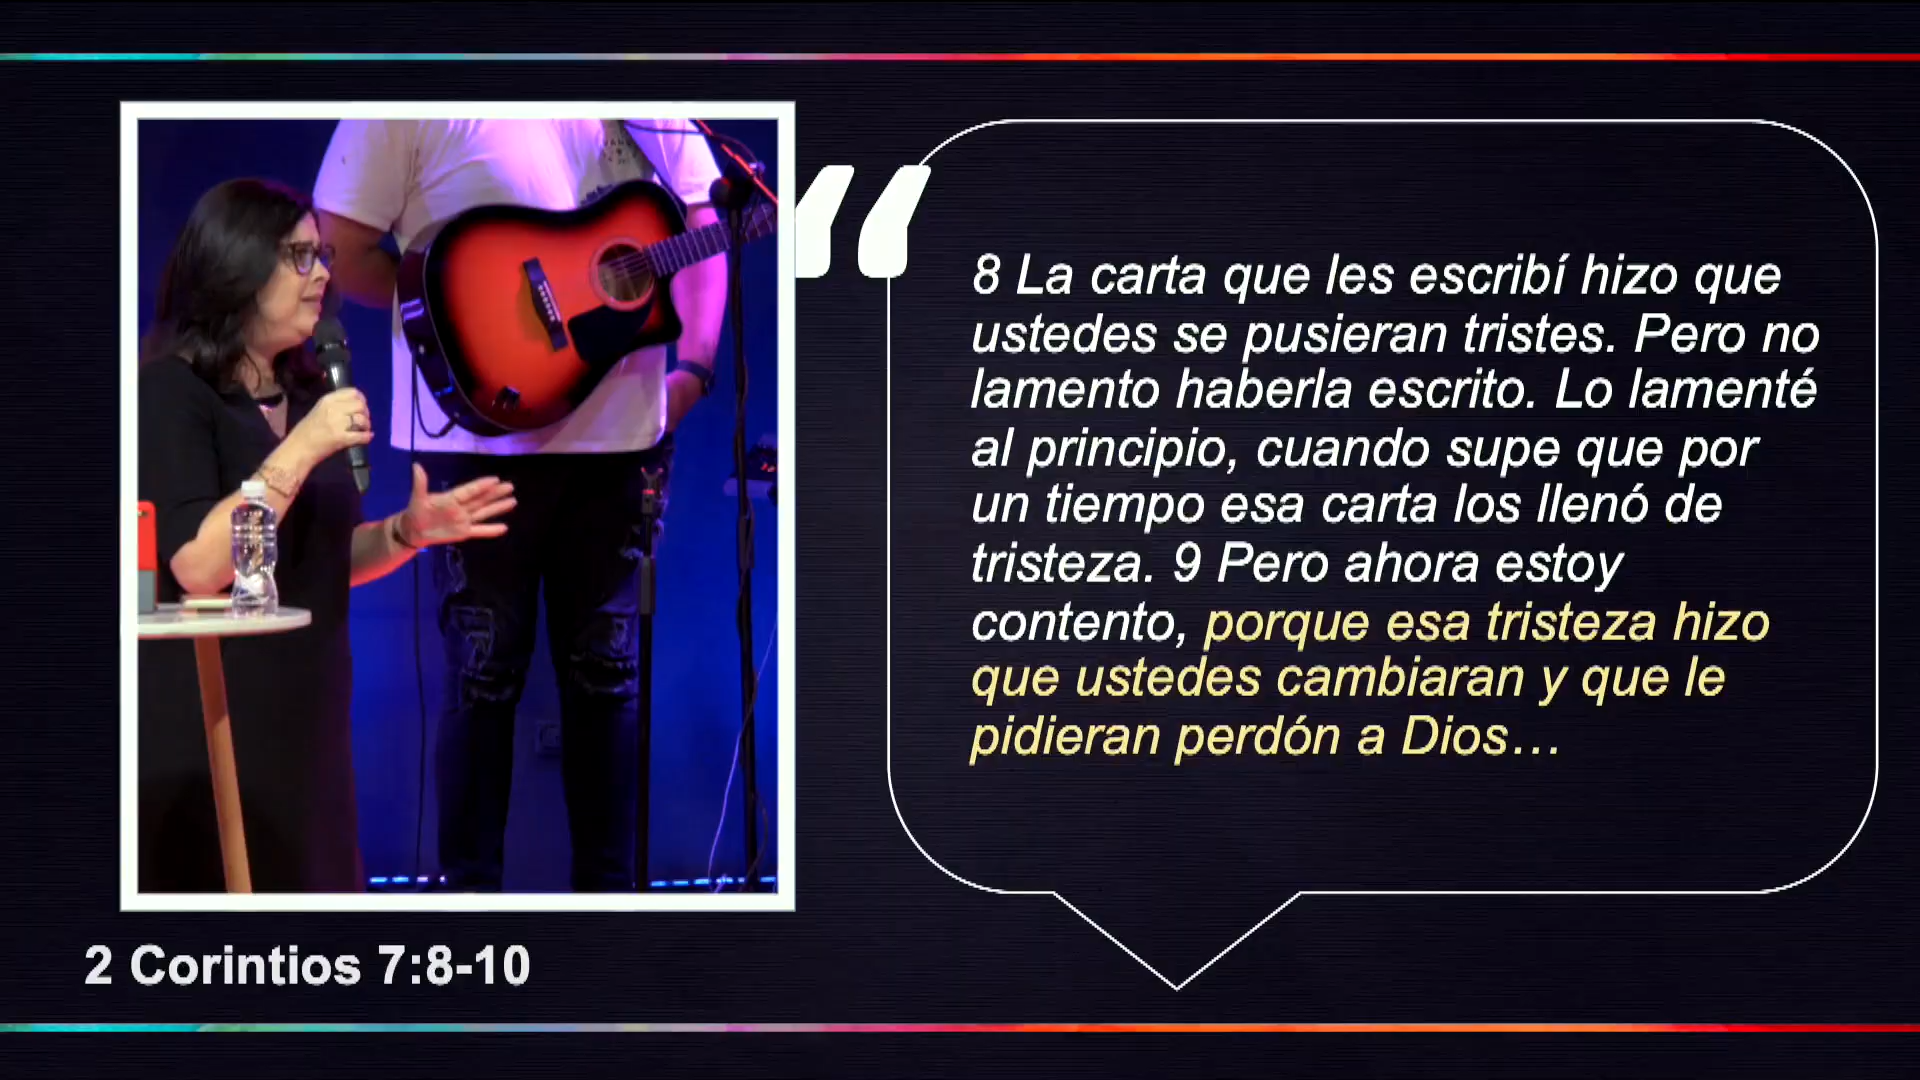 “
8 La carta que les escribí hizo que
ustedes se pusieran tristes. Pero no
lamento haberla escrito. Lo lamenté
al principio, cuando supe que por
un tiempo esa carta los llenó de
tristeza. 9 Pero ahora estoy
contento, porque esa tristeza hizo
que ustedes cambiaran y que le
pidieran perdón a Dios…
2 Corintios 7:8-10